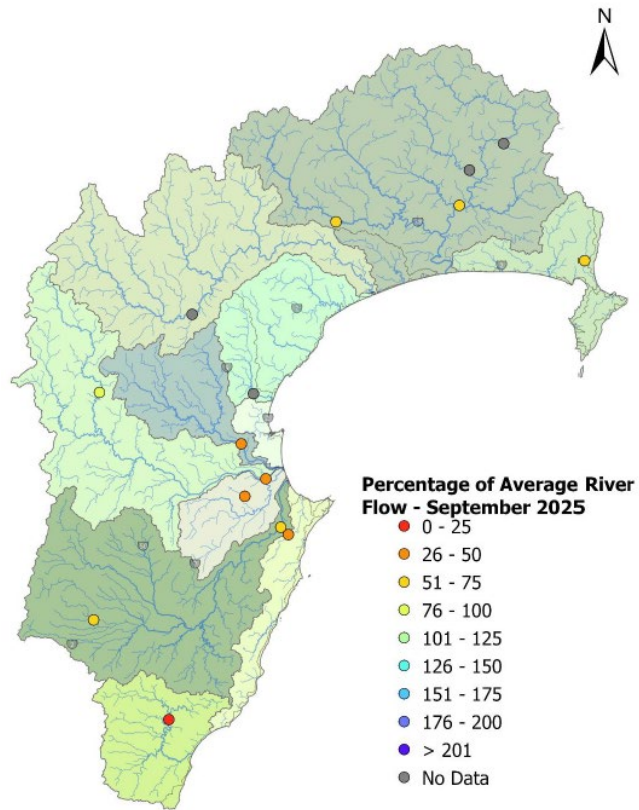 N
Percentage of Average River
Flow - September 2025
0 - 25
26 - 50
51 - 75
76 - 100
101 - 125
126 - 150
151 - 175
176 - 200
> 201
No Data